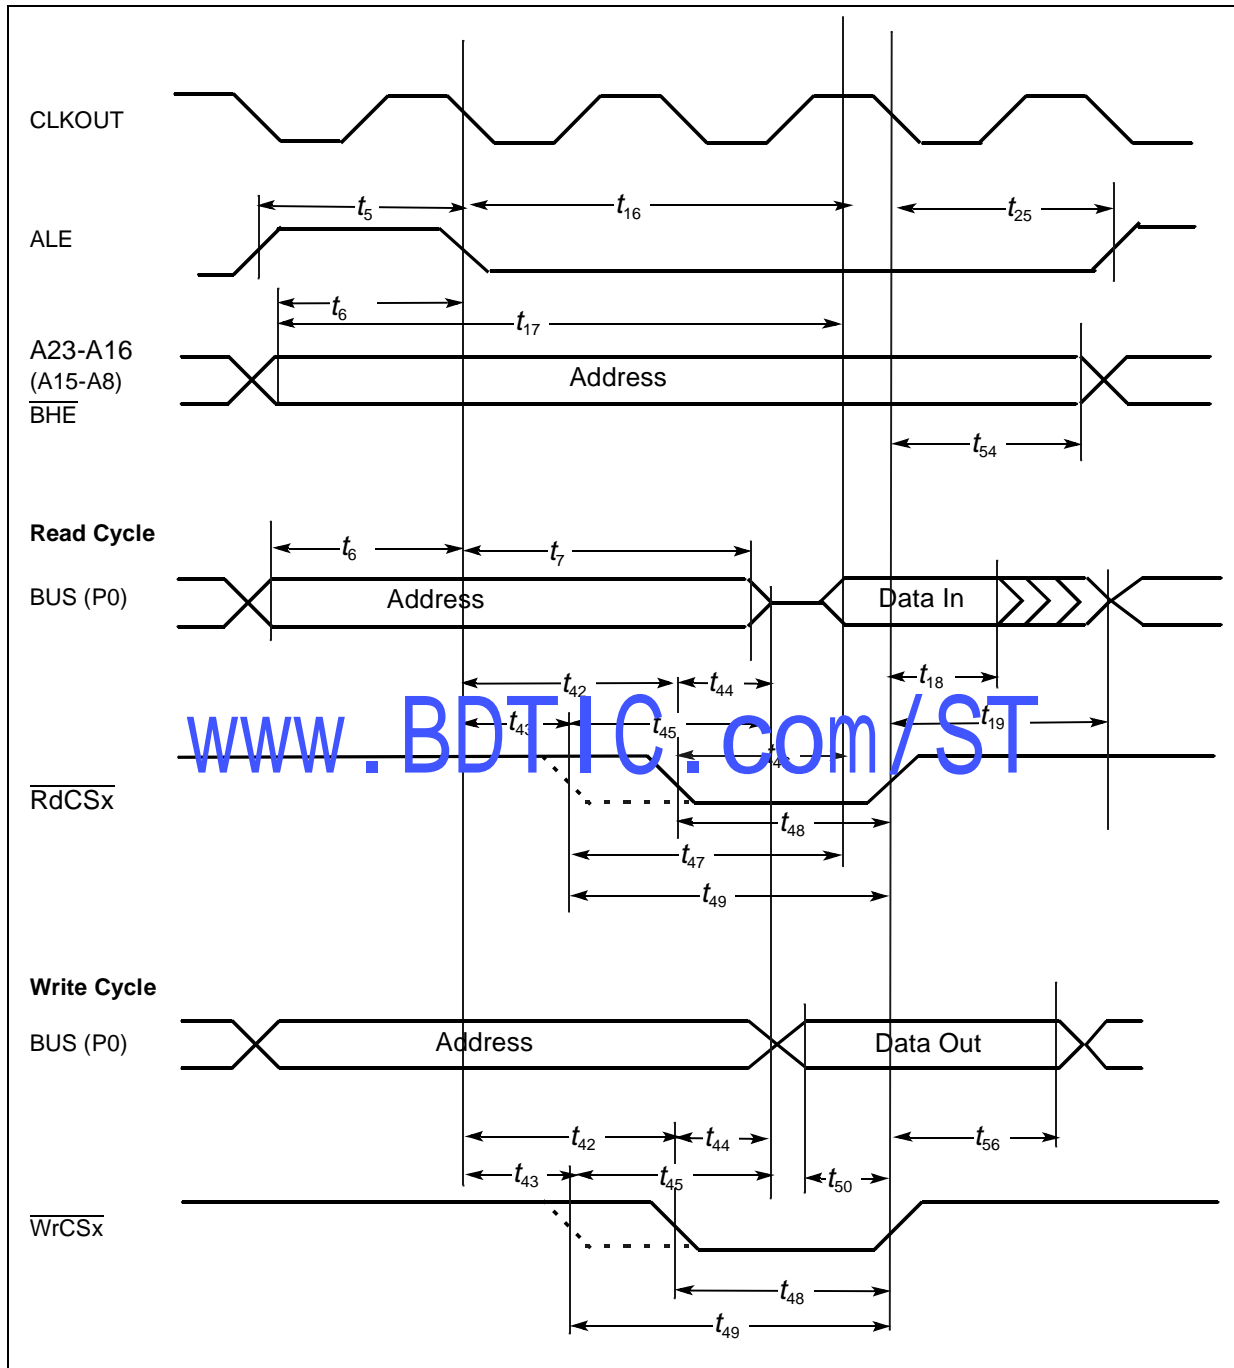 CLKOUT
t5 t16 t25
ALE
t6 t17
A23-A16
(A15-A8)
BHE
Address
t54
Read Cycle
t6 t7
BUS (P0)
Address
Data In
t42 t44 t18
t43 t45 t19
www.BDTIC.com/ST
RdCSx
t48
t47
t49
Write Cycle
BUS (P0)
Address
Data Out
t42 t44 t56
t43 t45 t50
WrCSx
t48
t49